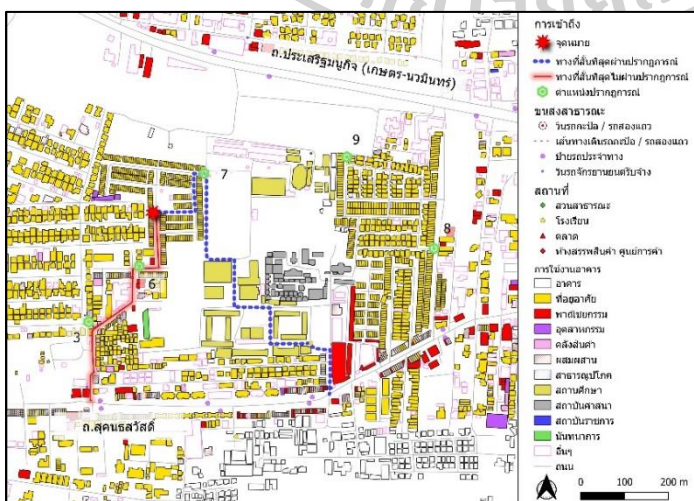 ถ.ประเสริฐมนูกิจ (เกษตร-นวมินทร์)
9
7
8
6
3
ถ.สุคนธสวัสดิ์
การเข้าถึง
จุดหมาย
ทางที่สั้นที่สุดผ่านปรากฏการณ์
ทางที่สั้นที่สุดไม่ผ่านปรากฏการณ์
ตำแหน่งปรากฏการณ์
ขนส่งสาธารณะ
วินรถกะป๊อ / รถสองแถว
เส้นทางเดินรถกะป๊อ / รถสองแถว
ป้ายรถประจำทาง
วินรถจักรยานยนต์รับจ้าง
สถานที่
สวนสาธารณะ
โรงเรียน
ตลาด
ห้างสรรพสินค้า ศูนย์การค้า
การใช้งานอาคาร
อาคาร
ที่อยู่อาศัย
พาณิชยกรรม
อุตสาหกรรม
คลังสินค้า
ผสมผสาน
สาธารณูปโภค
สถานศึกษา
สถาบันศาสนา
สถาบันราชการ
นันทนาการ
อื่นๆ
ถนน
0 100 200 m